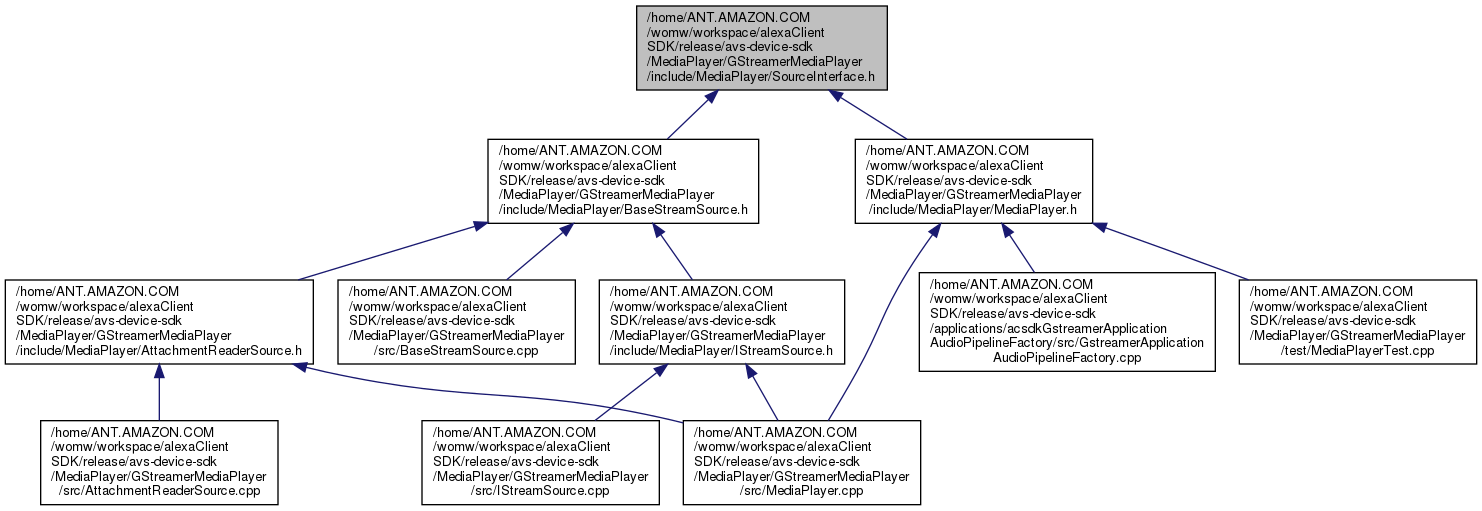 /home/ANT.AMAZON.COM
/womw/workspace/alexaClient
SDK/release/avs-device-sdk
/MediaPlayer/GStreamerMediaPlayer
/include/MediaPlayer/SourceInterface.h
/home/ANT.AMAZON.COM
/womw/workspace/alexaClient
SDK/release/avs-device-sdk
/MediaPlayer/GStreamerMediaPlayer
/include/MediaPlayer/BaseStreamSource.h
/home/ANT.AMAZON.COM
/womw/workspace/alexaClient
SDK/release/avs-device-sdk
/MediaPlayer/GStreamerMediaPlayer
/include/MediaPlayer/MediaPlayer.h
/home/ANT.AMAZON.COM
/womw/workspace/alexaClient
SDK/release/avs-device-sdk
/MediaPlayer/GStreamerMediaPlayer
/include/MediaPlayer/AttachmentReaderSource.h
/home/ANT.AMAZON.COM
/womw/workspace/alexaClient
SDK/release/avs-device-sdk
/MediaPlayer/GStreamerMediaPlayer
/src/BaseStreamSource.cpp
/home/ANT.AMAZON.COM
/womw/workspace/alexaClient
SDK/release/avs-device-sdk
/MediaPlayer/GStreamerMediaPlayer
/include/MediaPlayer/IStreamSource.h
/home/ANT.AMAZON.COM
/womw/workspace/alexaClient
SDK/release/avs-device-sdk
/applications/acsdkGstreamerApplication
AudioPipelineFactory/src/GstreamerApplication
AudioPipelineFactory.cpp
/home/ANT.AMAZON.COM
/womw/workspace/alexaClient
SDK/release/avs-device-sdk
/MediaPlayer/GStreamerMediaPlayer
/test/MediaPlayerTest.cpp
/home/ANT.AMAZON.COM
/womw/workspace/alexaClient
SDK/release/avs-device-sdk
/MediaPlayer/GStreamerMediaPlayer
/src/AttachmentReaderSource.cpp
/home/ANT.AMAZON.COM
/womw/workspace/alexaClient
SDK/release/avs-device-sdk
/MediaPlayer/GStreamerMediaPlayer
/src/IStreamSource.cpp
/home/ANT.AMAZON.COM
/womw/workspace/alexaClient
SDK/release/avs-device-sdk
/MediaPlayer/GStreamerMediaPlayer
/src/MediaPlayer.cpp